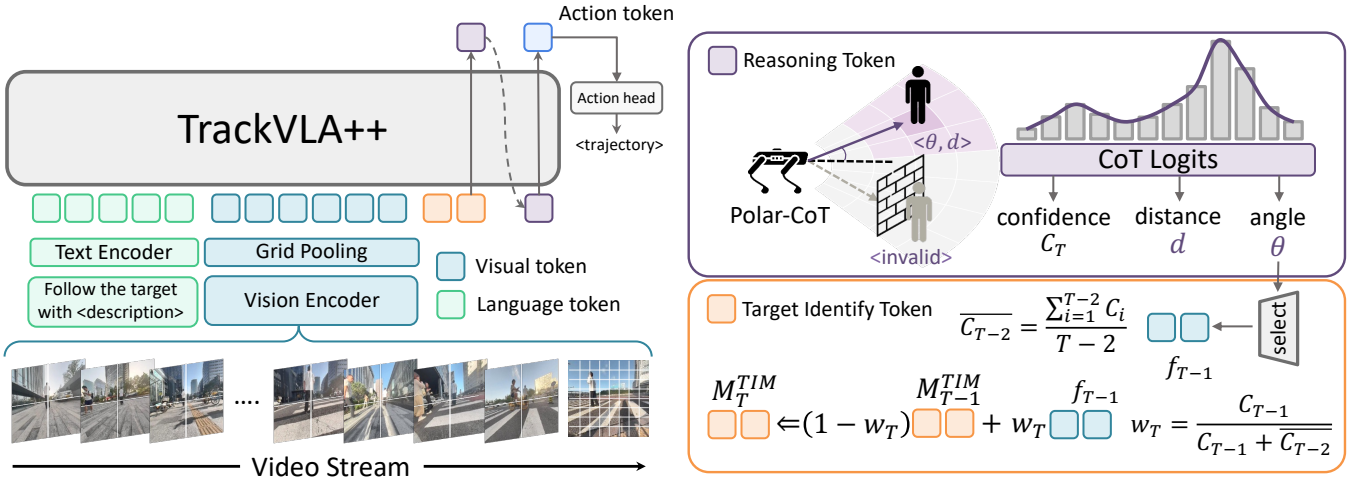 Action token
Action head
<trajectory>
TrackVLA++
Text Encoder
Grid Pooling
Follow the target
with <description>
Vision Encoder
Visual token
Language token
....
Video Stream
Reasoning Token
<θ, d>
Polar-CoT
<invalid>
CoT Logits
confidence
C_T
distance
d
angle
θ
Target Identify Token
\overline{C_{T-2}} = \frac{\sum_{i=1}^{T-2} C_i}{T-2}
select
f_{T-1}
M_T^{TIM} ⇐ (1 − w_T) M_{T-1}^{TIM} + w_T f_{T-1}
w_T = \frac{C_{T-1}}{C_{T-1} + \overline{C_{T-2}}}